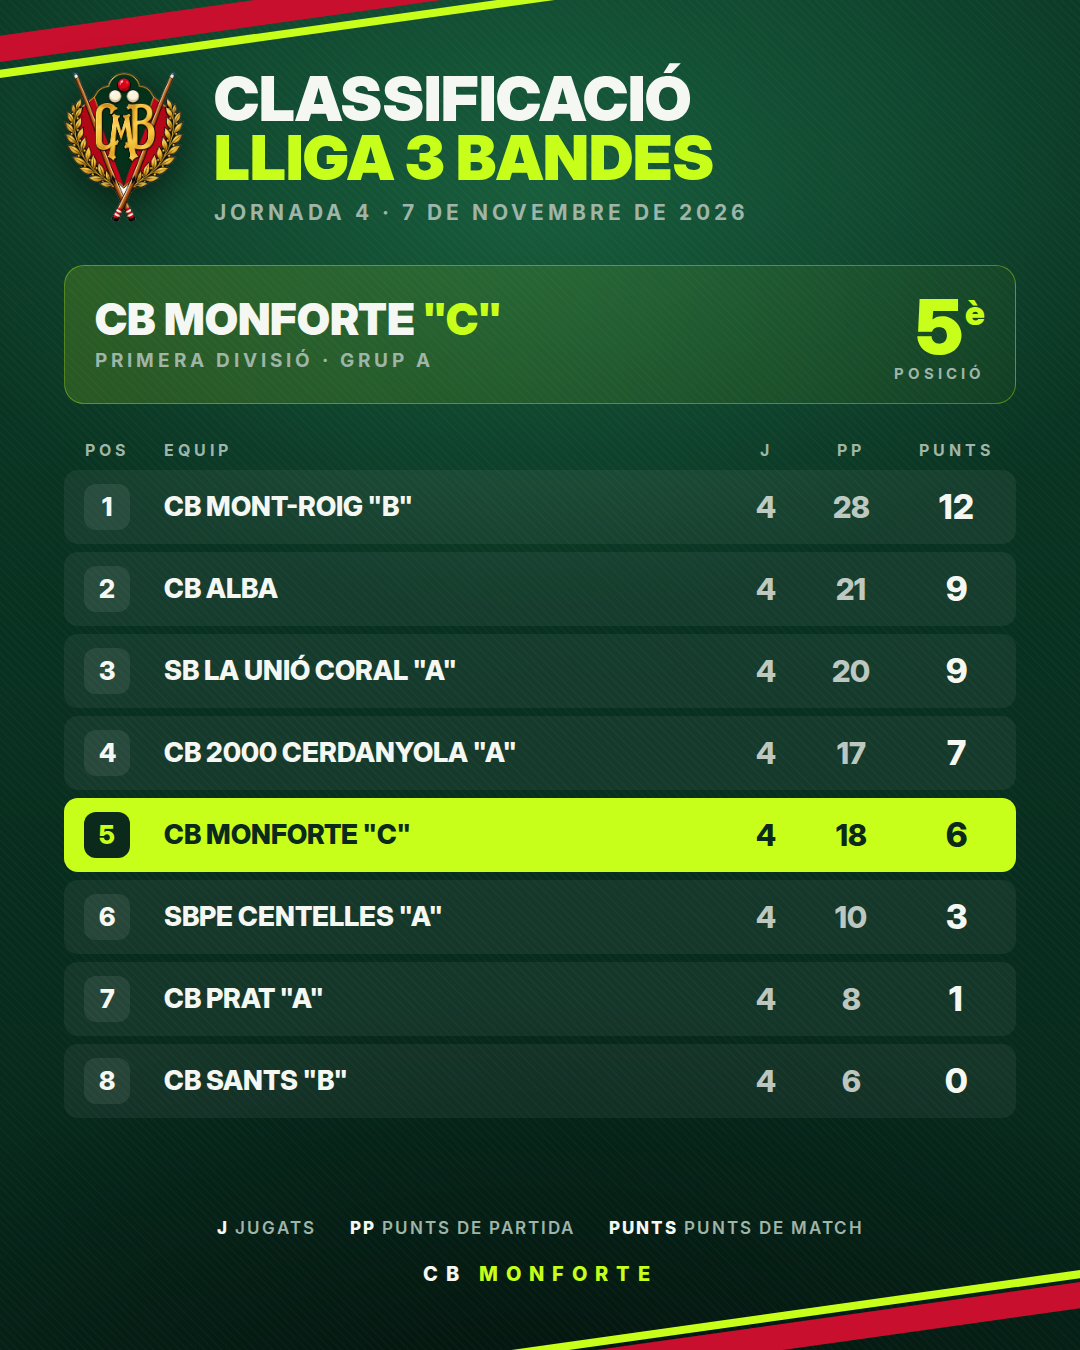 CMB
CLASSIFICACIÓ
LLIGA 3 BANDES
JORNADA 4 · 7 DE NOVEMBRE DE 2026
CB MONFORTE "C"
PRIMERA DIVISIÓ · GRUP A
5è
POSICIÓ
POS EQUIP J PP PUNTS
1 CB MONT-ROIG "B" 4 28 12
2 CB ALBA 4 21 9
3 SB LA UNIÓ CORAL "A" 4 20 9
4 CB 2000 CERDANYOLA "A" 4 17 7
5 CB MONFORTE "C" 4 18 6
6 SBPE CENTELLES "A" 4 10 3
7 CB PRAT "A" 4 8 1
8 CB SANTS "B" 4 6 0
J JUGATS PP PUNTS DE PARTIDA PUNTS PUNTS DE MATCH
CB MONFORTE